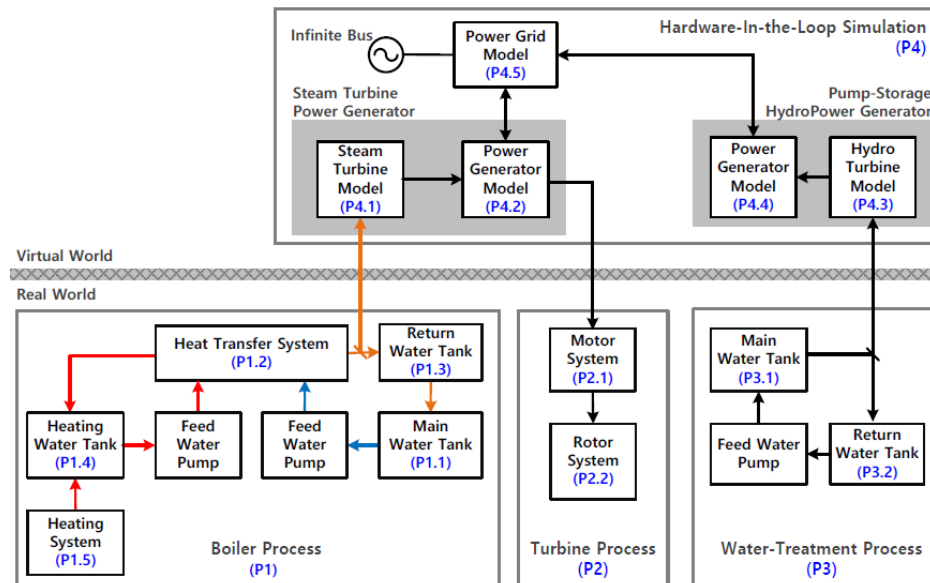 Hardware-In-the-Loop Simulation
(P4)
Infinite Bus
Power Grid
Model
(P4.5)
Steam Turbine
Power Generator
Pump-Storage
HydroPower Generator
Steam
Turbine
Model
(P4.1)
Power
Generator
Model
(P4.2)
Power
Generator
Model
(P4.4)
Hydro
Turbine
Model
(P4.3)
Virtual World
Real World
Heat Transfer System
(P1.2)
Return
Water Tank
(P1.3)
Heating
Water Tank
(P1.4)
Feed
Water
Pump
Feed
Water
Pump
Main
Water Tank
(P1.1)
Heating
System
(P1.5)
Boiler Process
(P1)
Motor
System
(P2.1)
Rotor
System
(P2.2)
Turbine Process
(P2)
Main
Water Tank
(P3.1)
Feed Water
Pump
Return
Water Tank
(P3.2)
Water-Treatment Process
(P3)